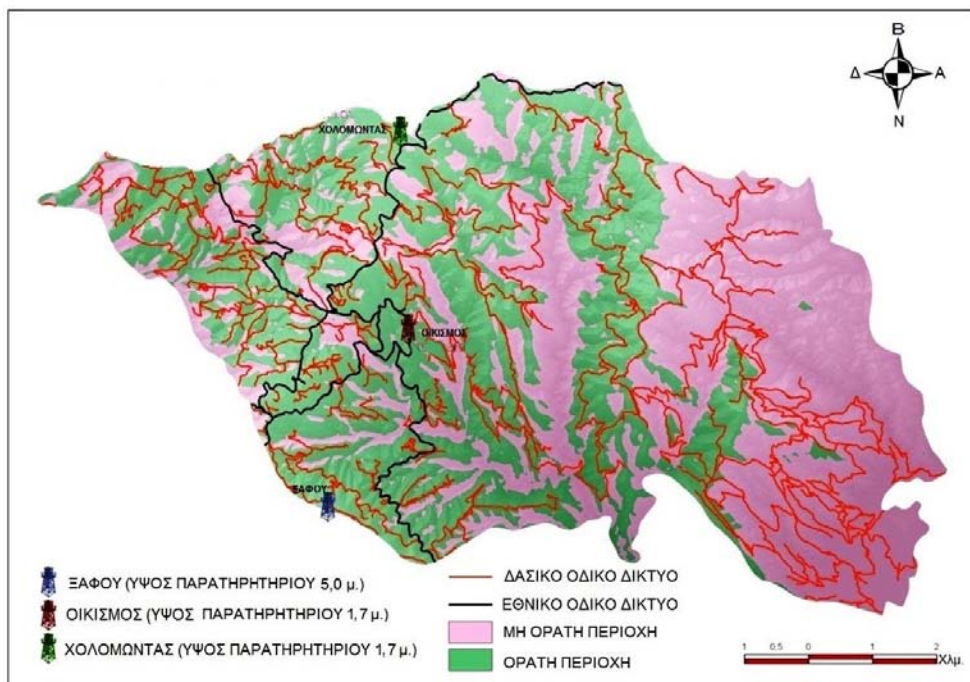 Β
Δ Α
Ν
ΧΟΛΟΜΩΝΤΑΣ
ΟΙΚΙΣΜΟΣ
ΞΑΦΟΥ
ΞΑΦΟΥ (ΥΨΟΣ ΠΑΡΑΤΗΡΗΤΗΡΙΟΥ 5,0 μ.)
ΟΙΚΙΣΜΟΣ (ΥΨΟΣ ΠΑΡΑΤΗΡΗΤΗΡΙΟΥ 1,7 μ.)
ΧΟΛΟΜΩΝΤΑΣ (ΥΨΟΣ ΠΑΡΑΤΗΡΗΤΗΡΙΟΥ 1,7 μ.)
ΔΑΣΙΚΟ ΟΔΙΚΟ ΔΙΚΤΥΟ
ΕΘΝΙΚΟ ΟΔΙΚΟ ΔΙΚΤΥΟ
ΜΗ ΟΡΑΤΗ ΠΕΡΙΟΧΗ
ΟΡΑΤΗ ΠΕΡΙΟΧΗ
1 0,5 0 1 2
Χλμ.